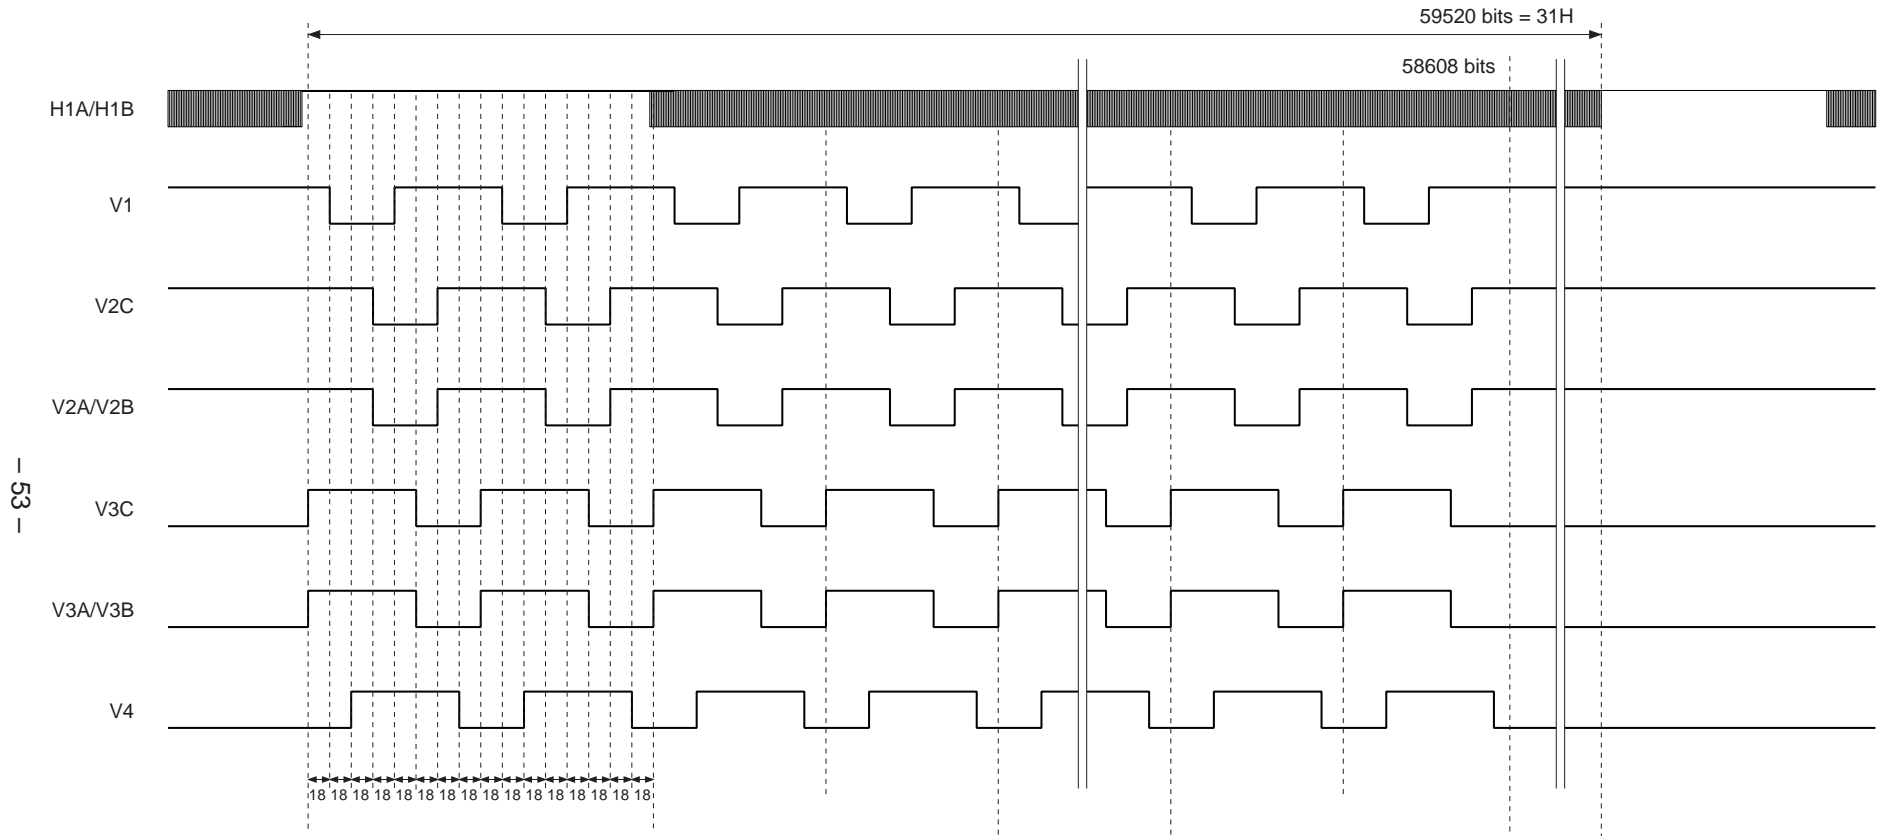 59520 bits = 31H
58608 bits
H1A/H1B
V1
V2C
V2A/V2B
V3C
V3A/V3B
V4
18 18 18 18 18 18 18 18 18 18 18 18 18 18 18 18
– 53 –